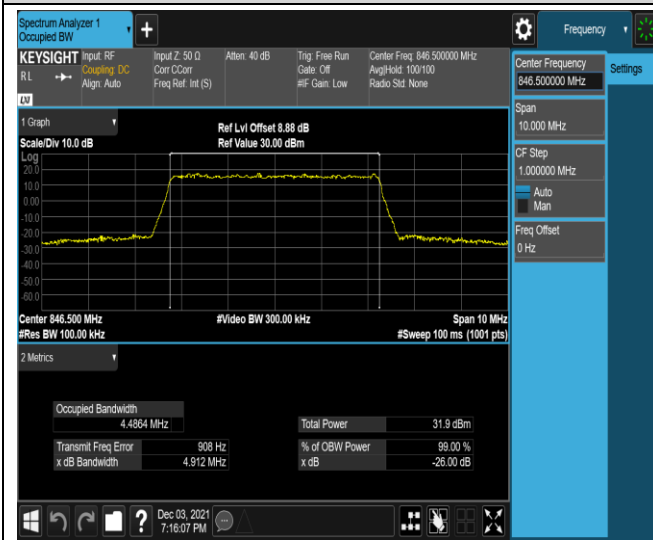 Spectrum Analyzer 1
Occupied BW
Frequency
KEYSIGHT
RL
LXI
Input: RF
Coupling: DC
Align: Auto
Input Z: 50 Ω
Corr CCorr
Freq Ref: Int (S)
Atten: 40 dB
Trig: Free Run
Gate: Off
#IF Gain: Low
Center Freq: 846.500000 MHz
Avg|Hold: 100/100
Radio Std: None
Center Frequency
846.500000 MHz
Settings
Span
10.000 MHz
CF Step
1.000000 MHz
Auto
Man
Freq Offset
0 Hz
1 Graph
Scale/Div 10.0 dB
Ref Lvl Offset 8.88 dB
Ref Value 30.00 dBm
Log
20.0
10.0
0.00
-10.0
-20.0
-30.0
-40.0
-50.0
-60.0
Center 846.500 MHz
#Video BW 300.00 kHz
Span 10 MHz
#Res BW 100.00 kHz
#Sweep 100 ms (1001 pts)
2 Metrics
Occupied Bandwidth
4.4864 MHz
Total Power 31.9 dBm
Transmit Freq Error 908 Hz
% of OBW Power 99.00 %
x dB Bandwidth 4.912 MHz
x dB -26.00 dB
?
Dec 03, 2021
7:16:07 PM